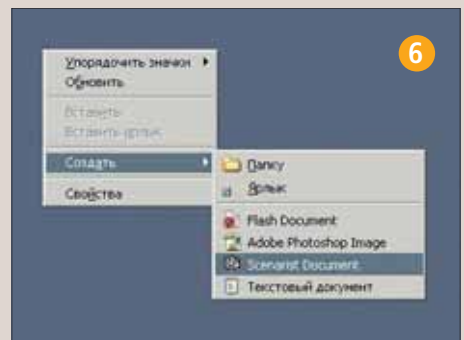 6
Упорядочить значки
Обновить
Вставить
Вставить ярлык
Создать
Свойства
Папку
Ярлык
Flash Document
Adobe Photoshop Image
Scenarist Document
Текстовый документ